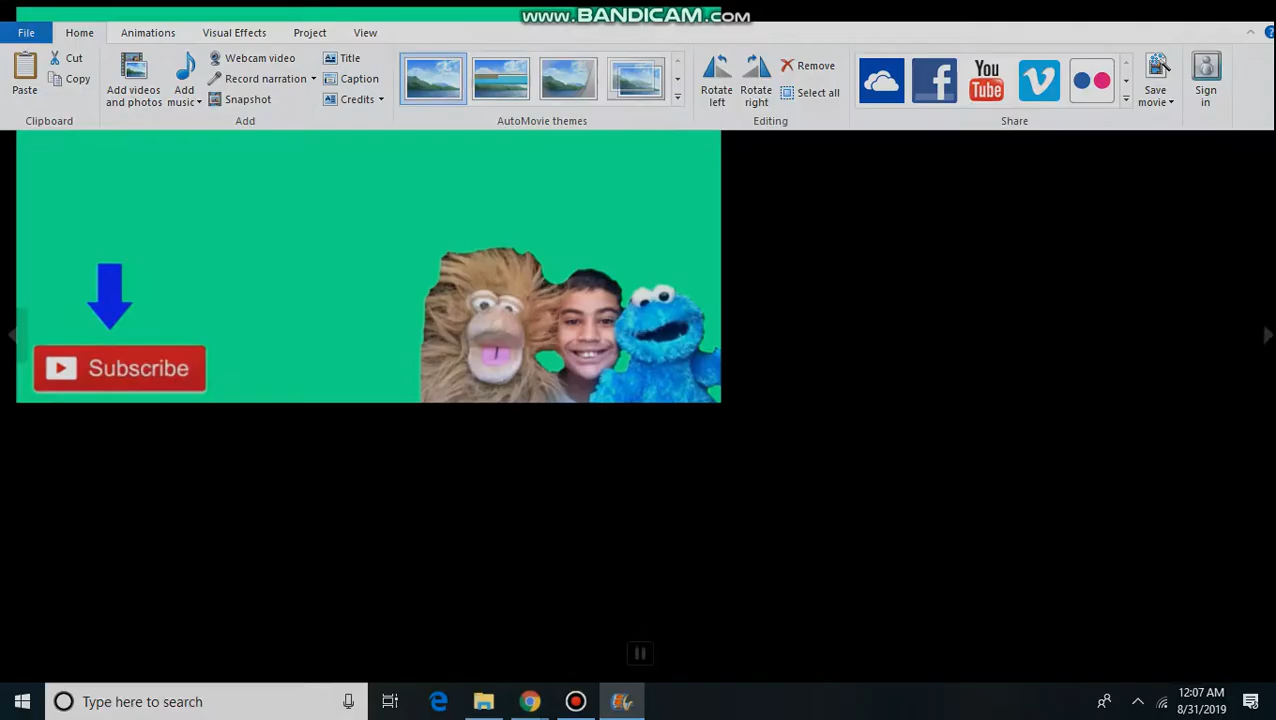 www.BANDICAM.com
File Home Animations Visual Effects Project View
Paste
Cut
Copy
Clipboard
Add videos
and photos
Add
music
Webcam video
Record narration
Snapshot
Title
Caption
Credits
Add
AutoMovie themes
Rotate
left
Rotate
right
Remove
Select all
Editing
You
Tube
Share
Save
movie
Sign
in
Subscribe
Type here to search
12:07 AM
8/31/2019